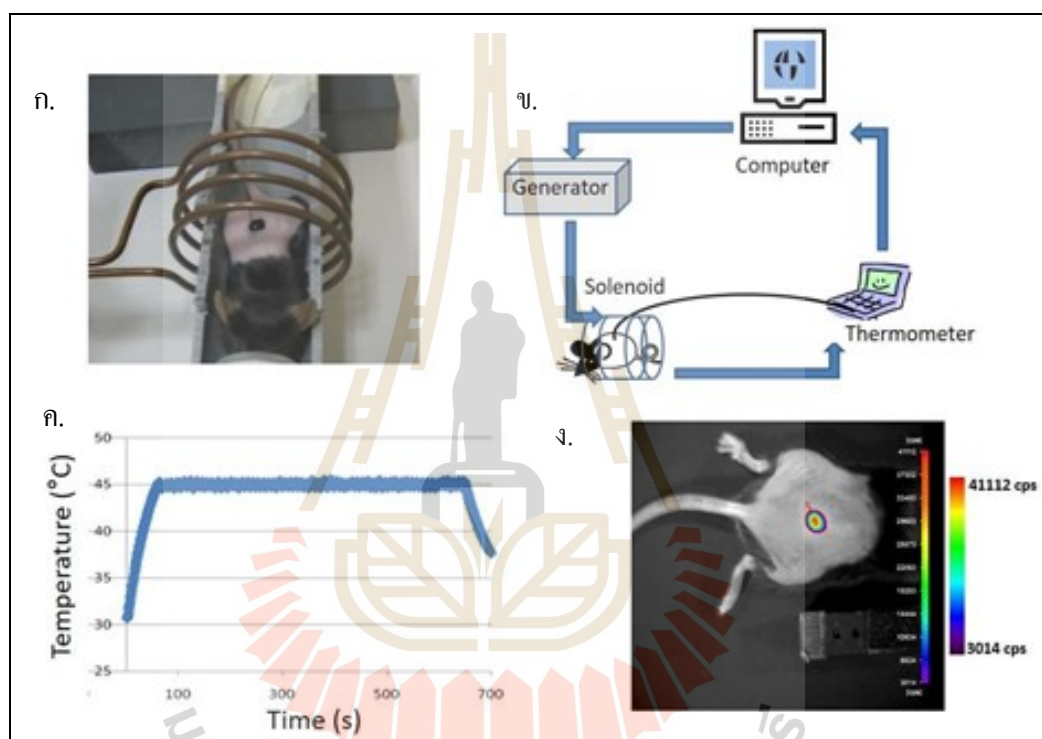 ก.
ข.
Computer
Generator
Solenoid
Thermometer
ค.
50
45
40
35
30
25
Temperature (°C)
100
300
500
700
Time (s)
ง.
41112 cps
3014 cps